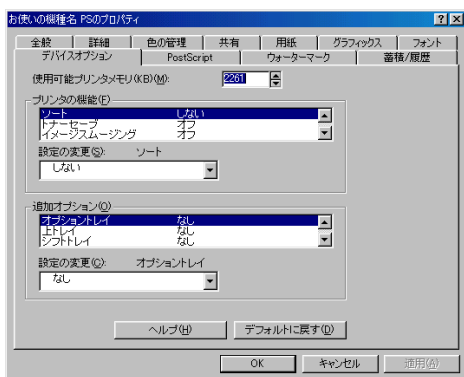 お使いの機種名 PSのプロパティ
全般 詳細 色の管理 共有 用紙 グラフィックス フォント
デバイスオプション PostScript ウォーターマーク 蓄積/履歴
使用可能プリンタメモリ(KB)(M): 2261
プリンタの機能(F)
ソート しない
トナーセーブ オフ
イメージスムージング オフ
設定の変更(S): ソート
しない
追加オプション(O)
オプショントレイ なし
上トレイ なし
シフトトレイ なし
設定の変更(C): オプショントレイ
なし
ヘルプ(H) デフォルトに戻す(D)
OK キャンセル 適用(A)